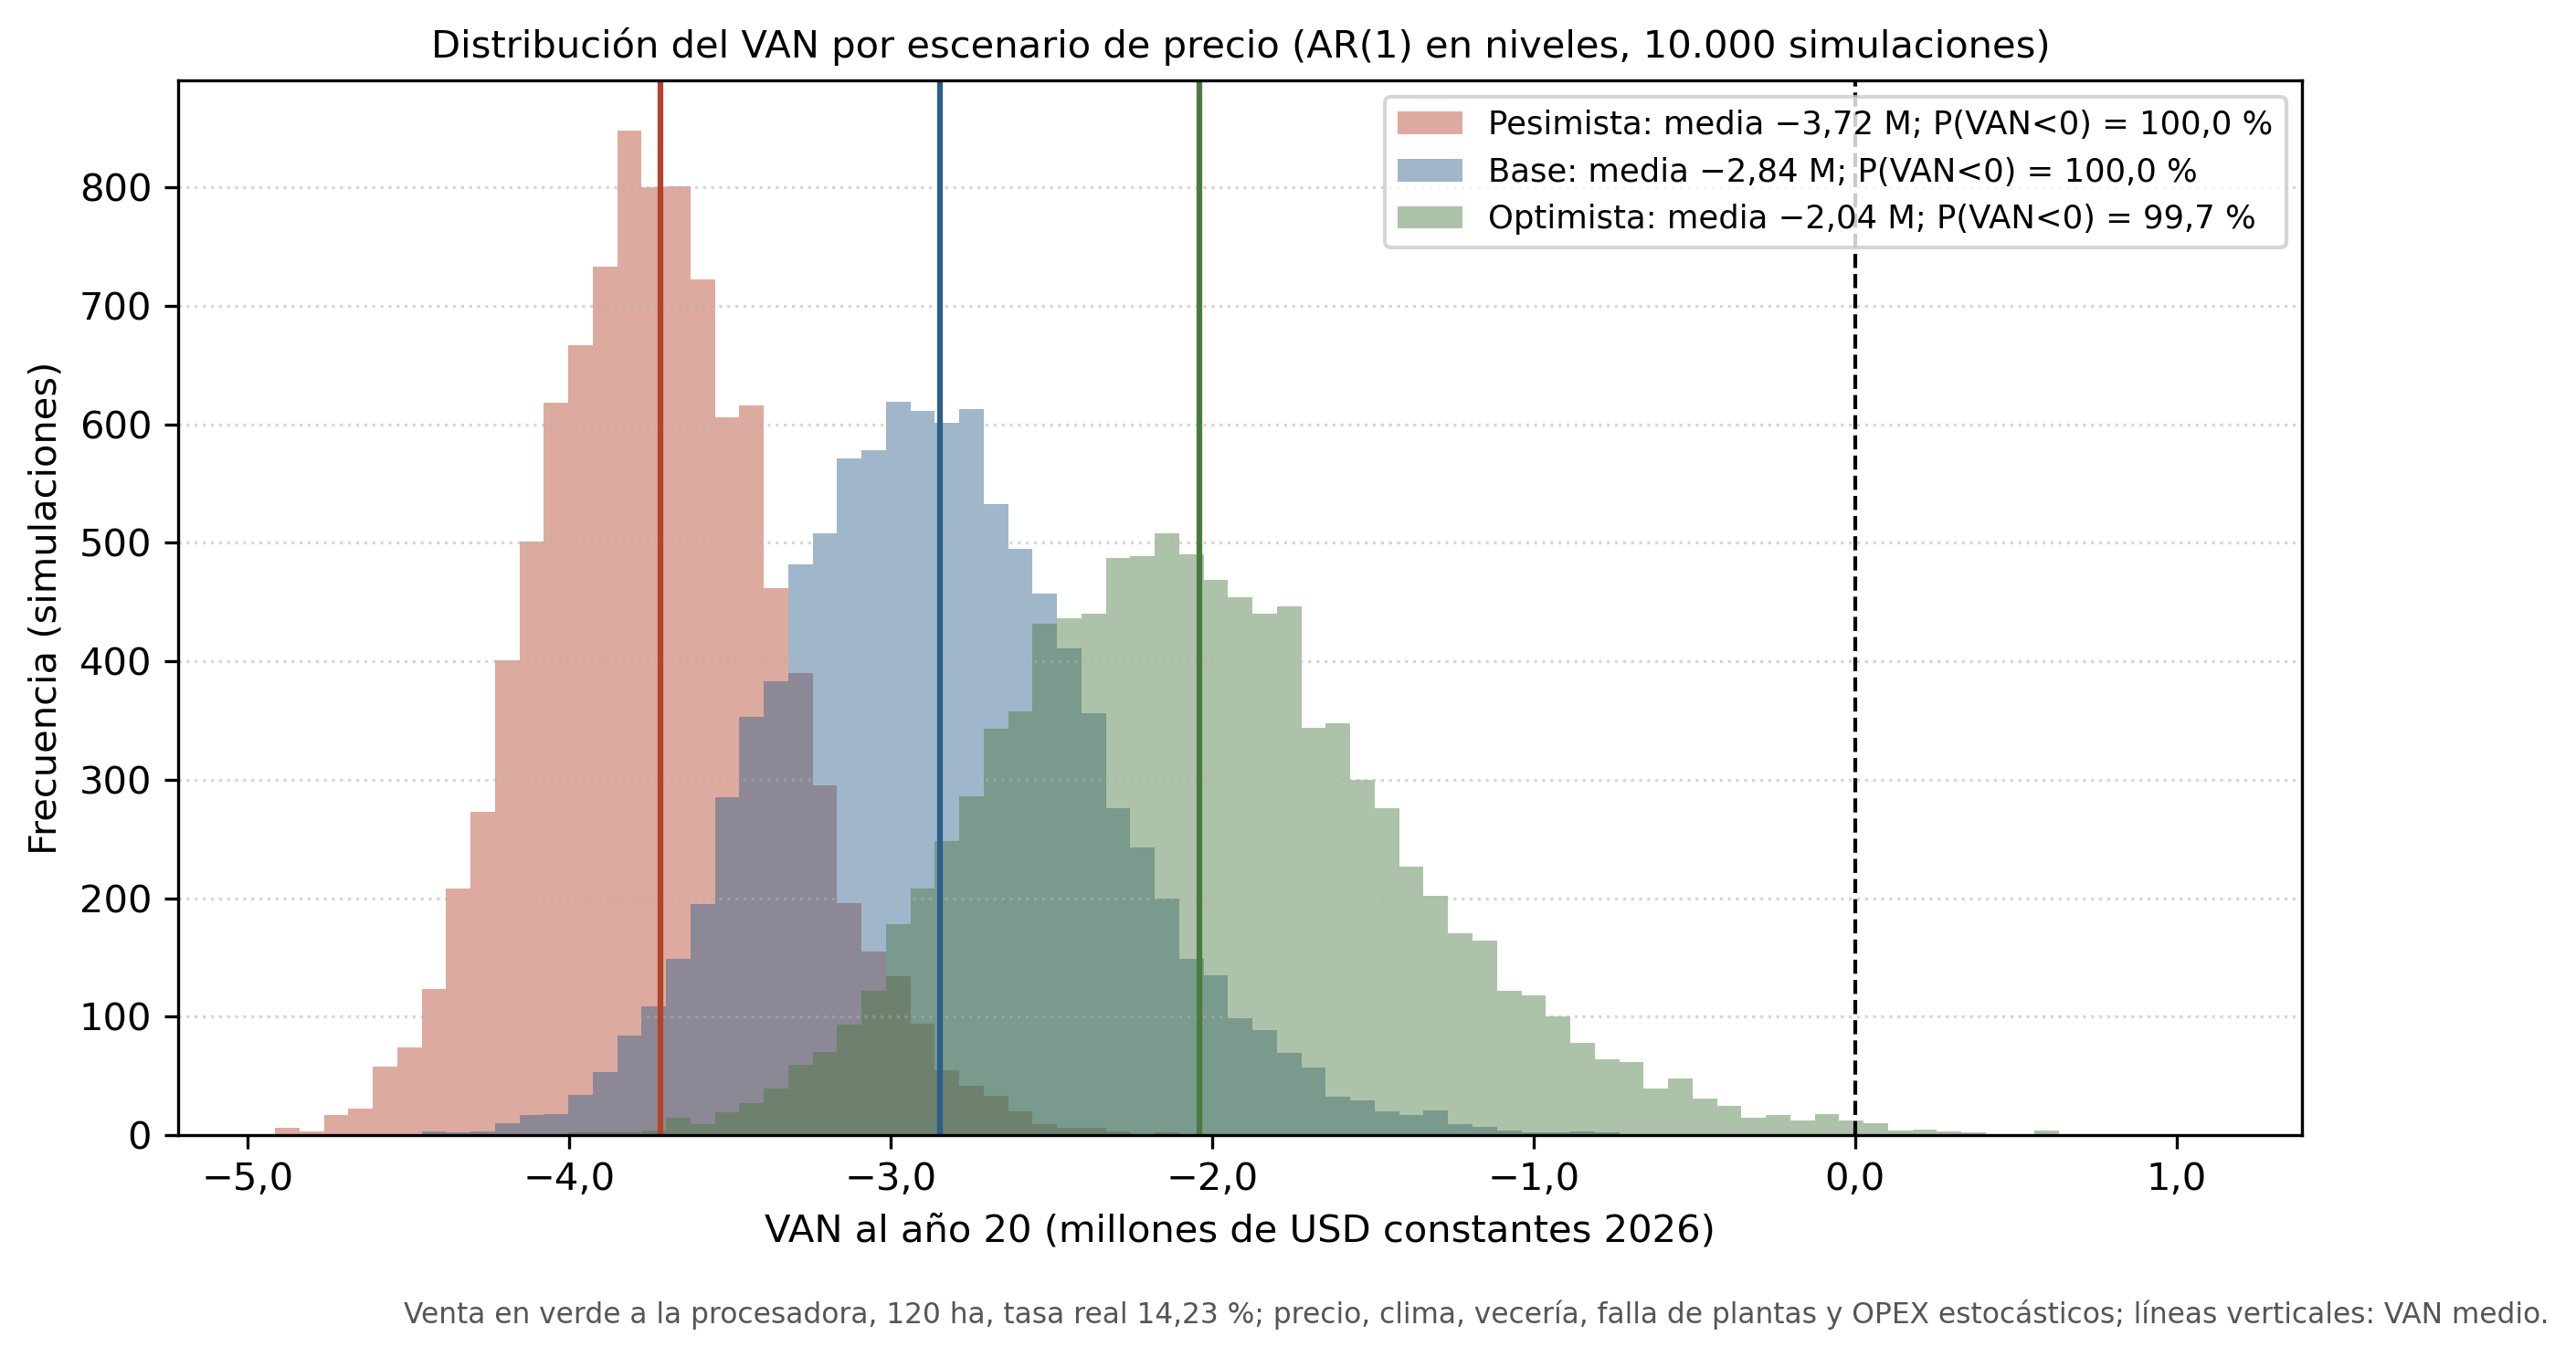 Distribución del VAN por escenario de precio (AR(1) en niveles, 10.000 simulaciones)
Pesimista: media −3,72 M; P(VAN<0) = 100,0 %
Base: media −2,84 M; P(VAN<0) = 100,0 %
Optimista: media −2,04 M; P(VAN<0) = 99,7 %
Frecuencia (simulaciones)
800
700
600
500
400
300
200
100
0
−5,0 −4,0 −3,0 −2,0 −1,0 0,0 1,0
VAN al año 20 (millones de USD constantes 2026)
Venta en verde a la procesadora, 120 ha, tasa real 14,23 %; precio, clima, vecería, falla de plantas y OPEX estocásticos; líneas verticales: VAN medio.